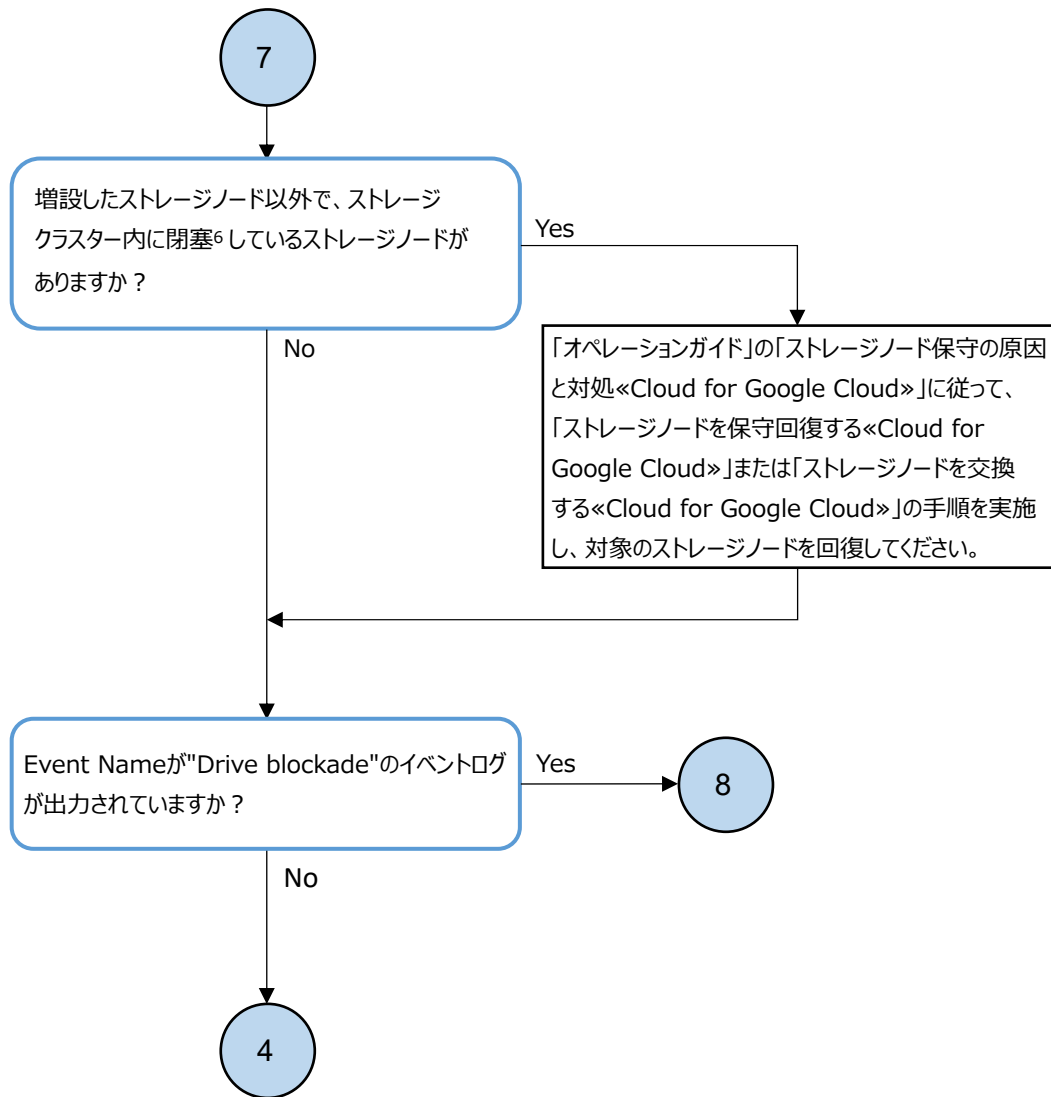 7
増設したストレージノード以外で、ストレージ
クラスター内に閉塞6しているストレージノードが
ありますか？
Yes
No
「オペレーションガイド」の「ストレージノード保守の原因
と対処«Cloud for Google Cloud»」に従って、
「ストレージノードを保守回復する«Cloud for
Google Cloud»」または「ストレージノードを交換
する«Cloud for Google Cloud»」の手順を実施
し、対象のストレージノードを回復してください。
Event Nameが"Drive blockade"のイベントログ
が出力されていますか？
Yes
8
No
4